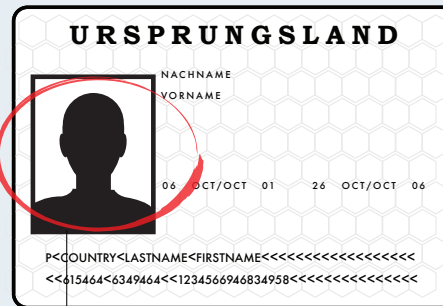 URSPRUNGSLAND
NACHNAME
VORNAME
06 OCT/OCT 01 26 OCT/OCT 06
P<COUNTRY<LASTNAME<FIRSTNAME<<<<<<<<<<<<<<<<<<
<<615464<6349464<<1234566946834958<<<<<<<<<<<<<<<